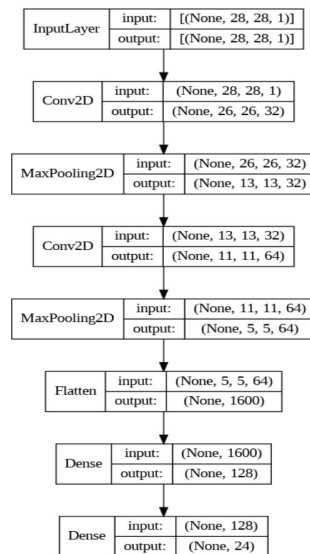 InputLayer input: [(None, 28, 28, 1)]
output: [(None, 28, 28, 1)]
Conv2D input: (None, 28, 28, 1)
output: (None, 26, 26, 32)
MaxPooling2D input: (None, 26, 26, 32)
output: (None, 13, 13, 32)
Conv2D input: (None, 13, 13, 32)
output: (None, 11, 11, 64)
MaxPooling2D input: (None, 11, 11, 64)
output: (None, 5, 5, 64)
Flatten input: (None, 5, 5, 64)
output: (None, 1600)
Dense input: (None, 1600)
output: (None, 128)
Dense input: (None, 128)
output: (None, 24)